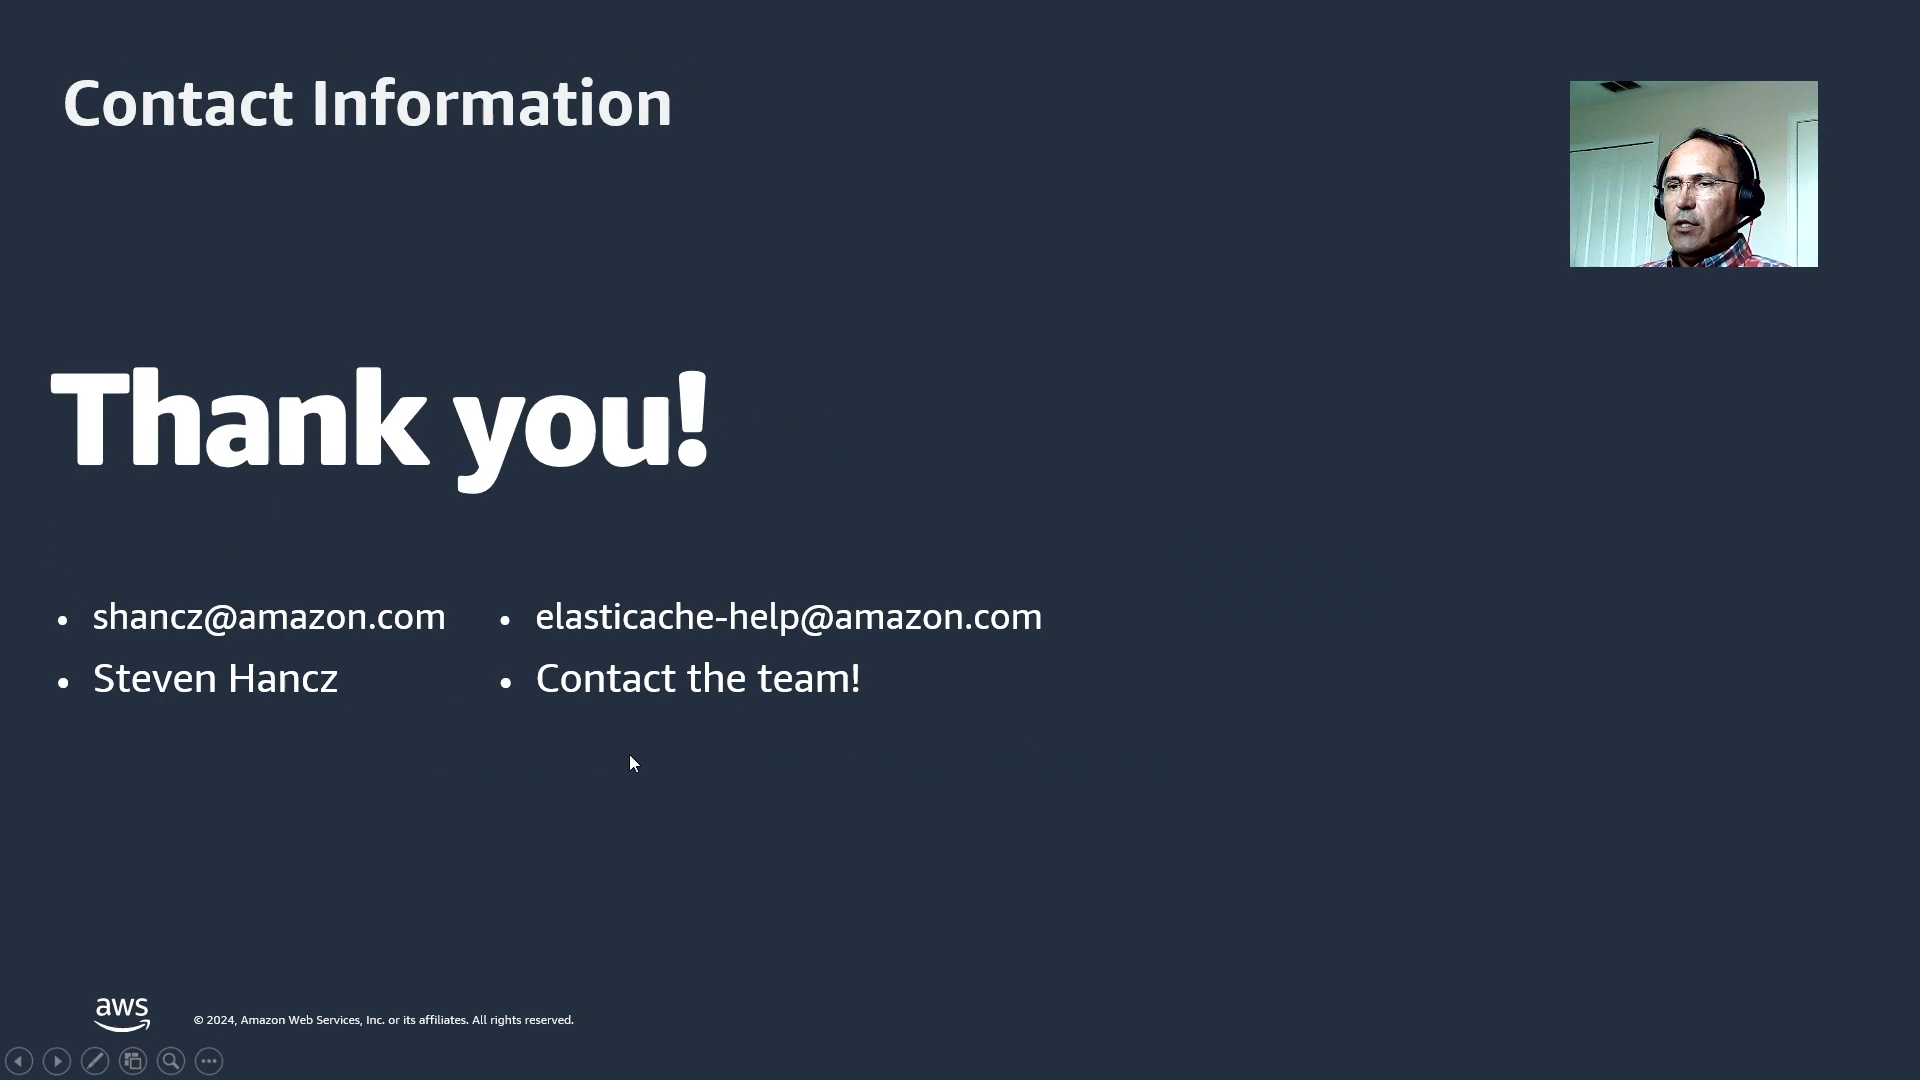 Contact Information
Thank you!
• shancz@amazon.com
• Steven Hancz
• elasticache-help@amazon.com
• Contact the team!
aws
© 2024, Amazon Web Services, Inc. or its affiliates. All rights reserved.